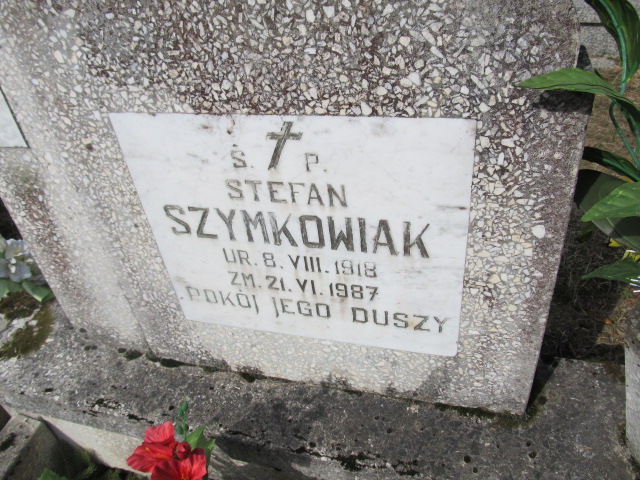 Ś. P.
STEFAN
SZYMKOWIAK
UR. 8. VIII. 1918
ZM. 21. VI. 1987
POKÓJ JEGO DUSZY